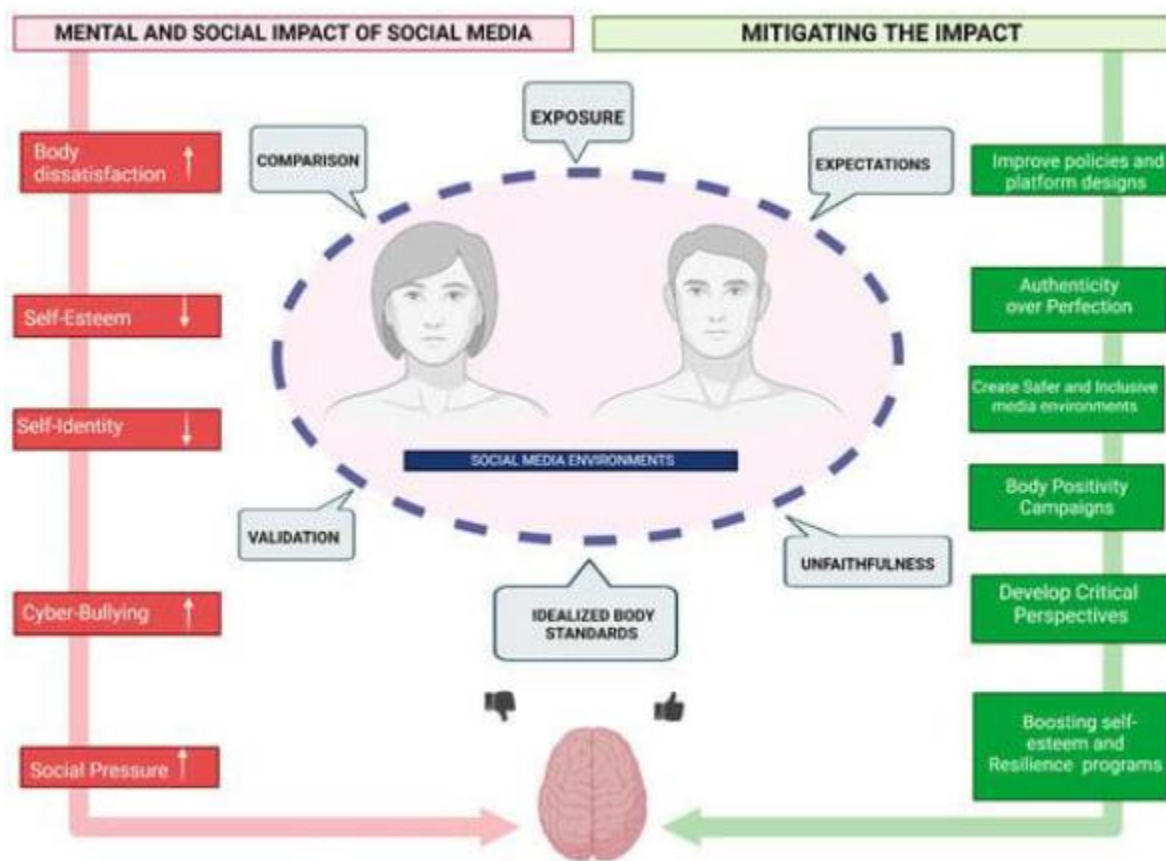 MENTAL AND SOCIAL IMPACT OF SOCIAL MEDIA
MITIGATING THE IMPACT
Body
dissatisfaction ↑
Self-Esteem ↓
Self-Identity ↓
Cyber-Bullying ↑
Social Pressure ↑
COMPARISON
EXPOSURE
EXPECTATIONS
SOCIAL MEDIA ENVIRONMENTS
VALIDATION
IDEALIZED BODY
STANDARDS
UNFAITHFULNESS
Improve policies and
platform designs
Authenticity
over Perfection
Create Safer and Inclusive
media environments
Body Positivity
Campaigns
Develop Critical
Perspectives
Boosting self-
esteem and
Resilience programs